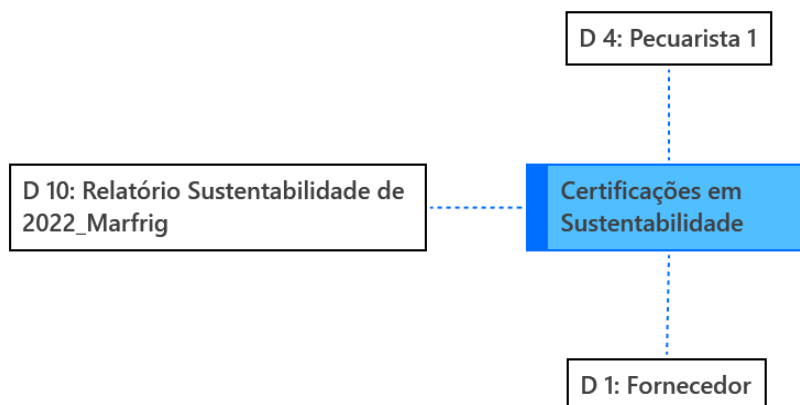 D 4: Pecuarista 1
D 10: Relatório Sustentabilidade de
2022_Marfrig
Certificações em
Sustentabilidade
D 1: Fornecedor